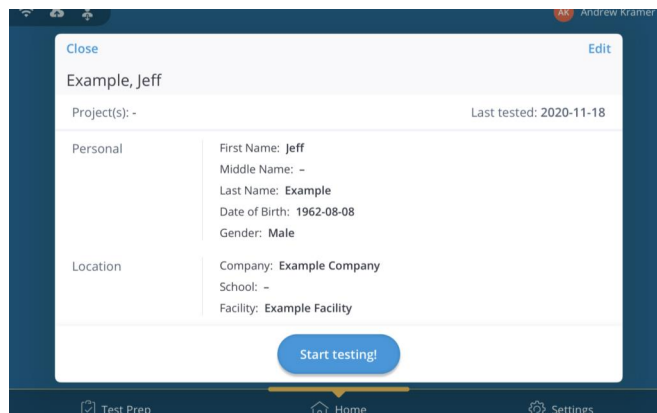 AK Andrew Kramer
Close Edit
Example, Jeff
Project(s): - Last tested: 2020-11-18
Personal
First Name: Jeff
Middle Name: –
Last Name: Example
Date of Birth: 1962-08-08
Gender: Male
Location
Company: Example Company
School: –
Facility: Example Facility
Start testing!
Test Prep Home Settings